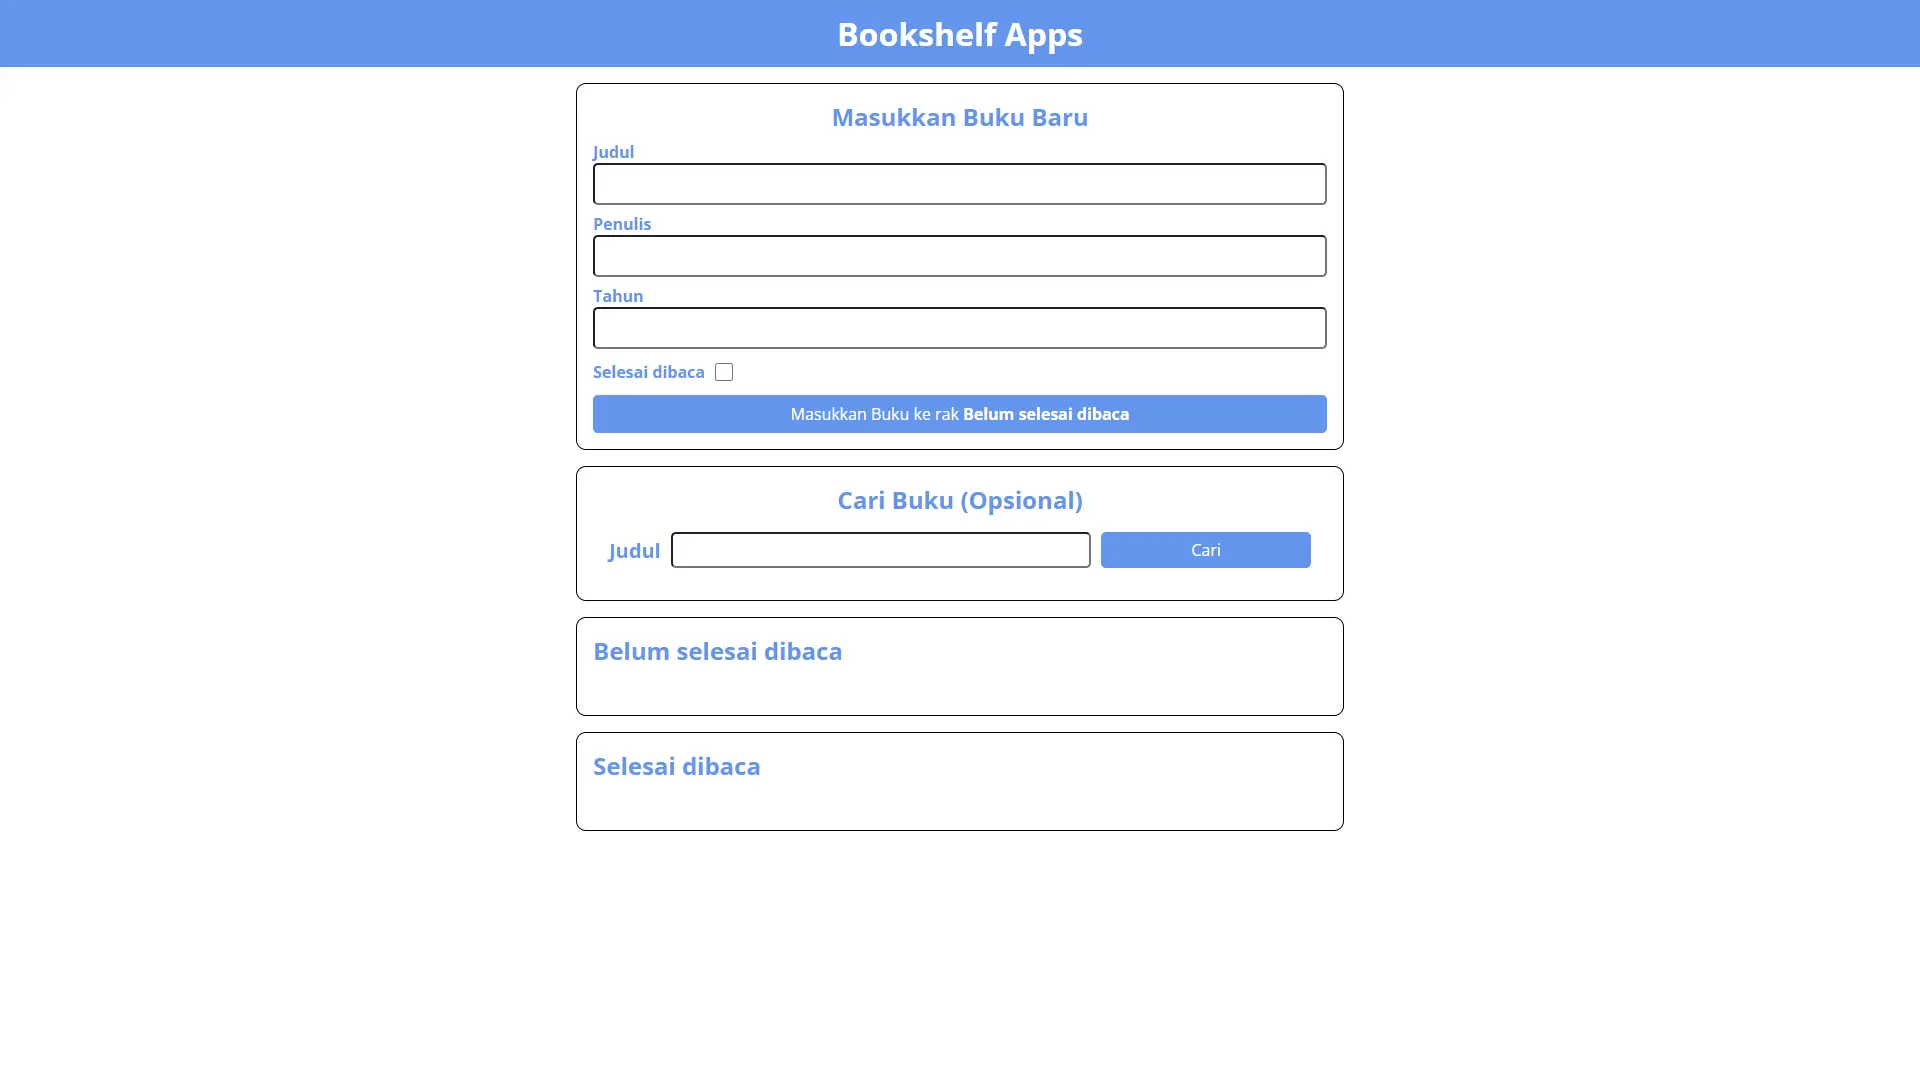 Bookshelf Apps
Masukkan Buku Baru
Judul
Penulis
Tahun
Selesai dibaca
Masukkan Buku ke rak Belum selesai dibaca
Cari Buku (Opsional)
Judul
Cari
Belum selesai dibaca
Selesai dibaca